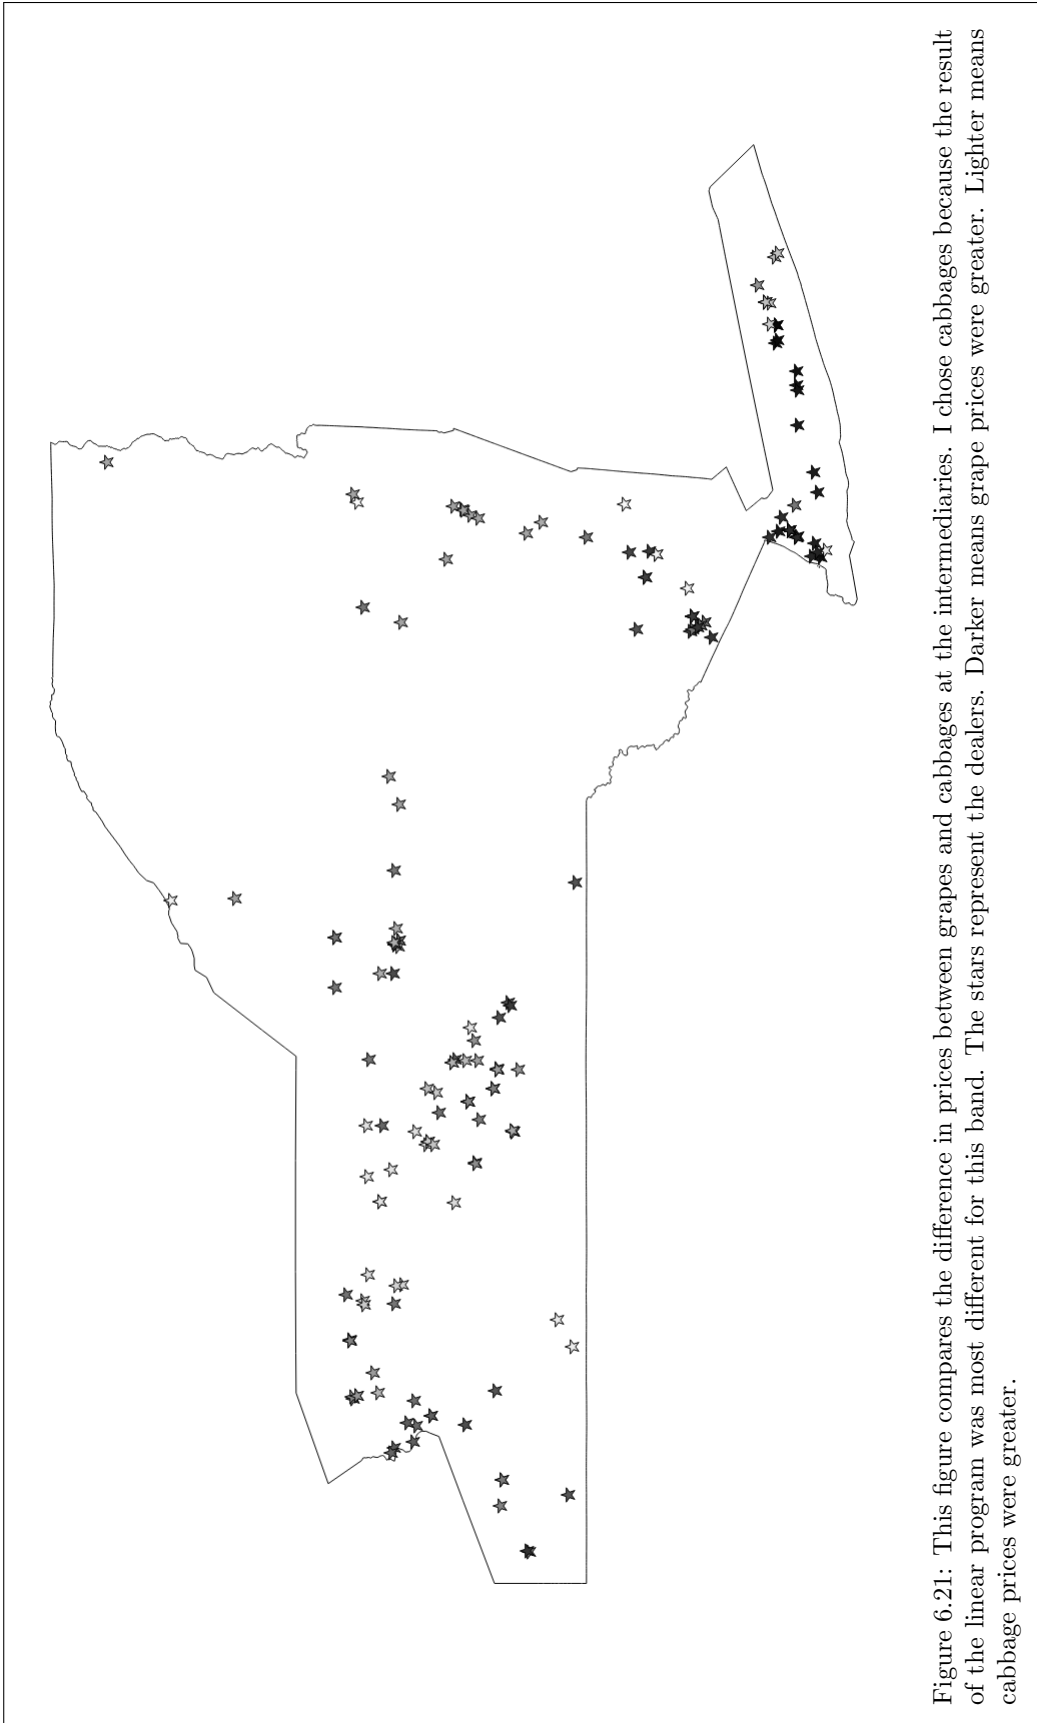 Figure 6.21: This figure compares the difference in prices between grapes and cabbages at the intermediaries. I chose cabbages because the result
of the linear program was most different for this band. The stars represent the dealers. Darker means grape prices were greater. Lighter means
cabbage prices were greater.